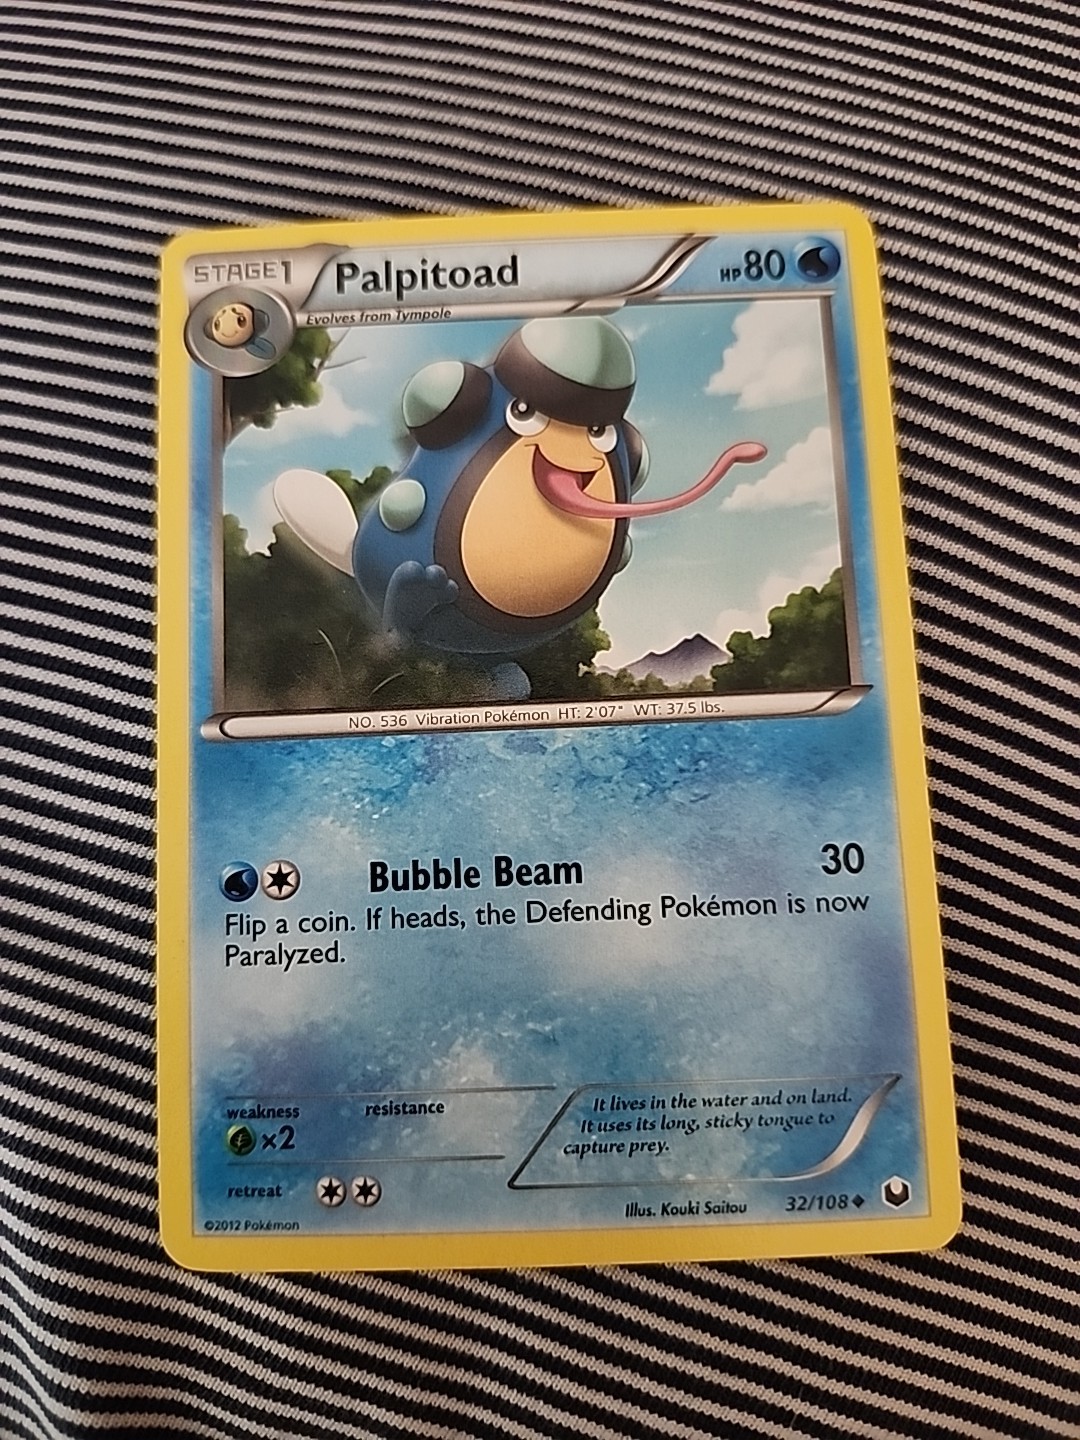 STAGE1 Palpitoad HP80
Evolves from Tympole
NO. 536 Vibration Pokémon HT: 2'07" WT: 37.5 lbs.
Bubble Beam 30
Flip a coin. If heads, the Defending Pokémon is now
Paralyzed.
weakness resistance
×2
It lives in the water and on land.
It uses its long, sticky tongue to
capture prey.
retreat
Illus. Kouki Saitou 32/108
©2012 Pokémon